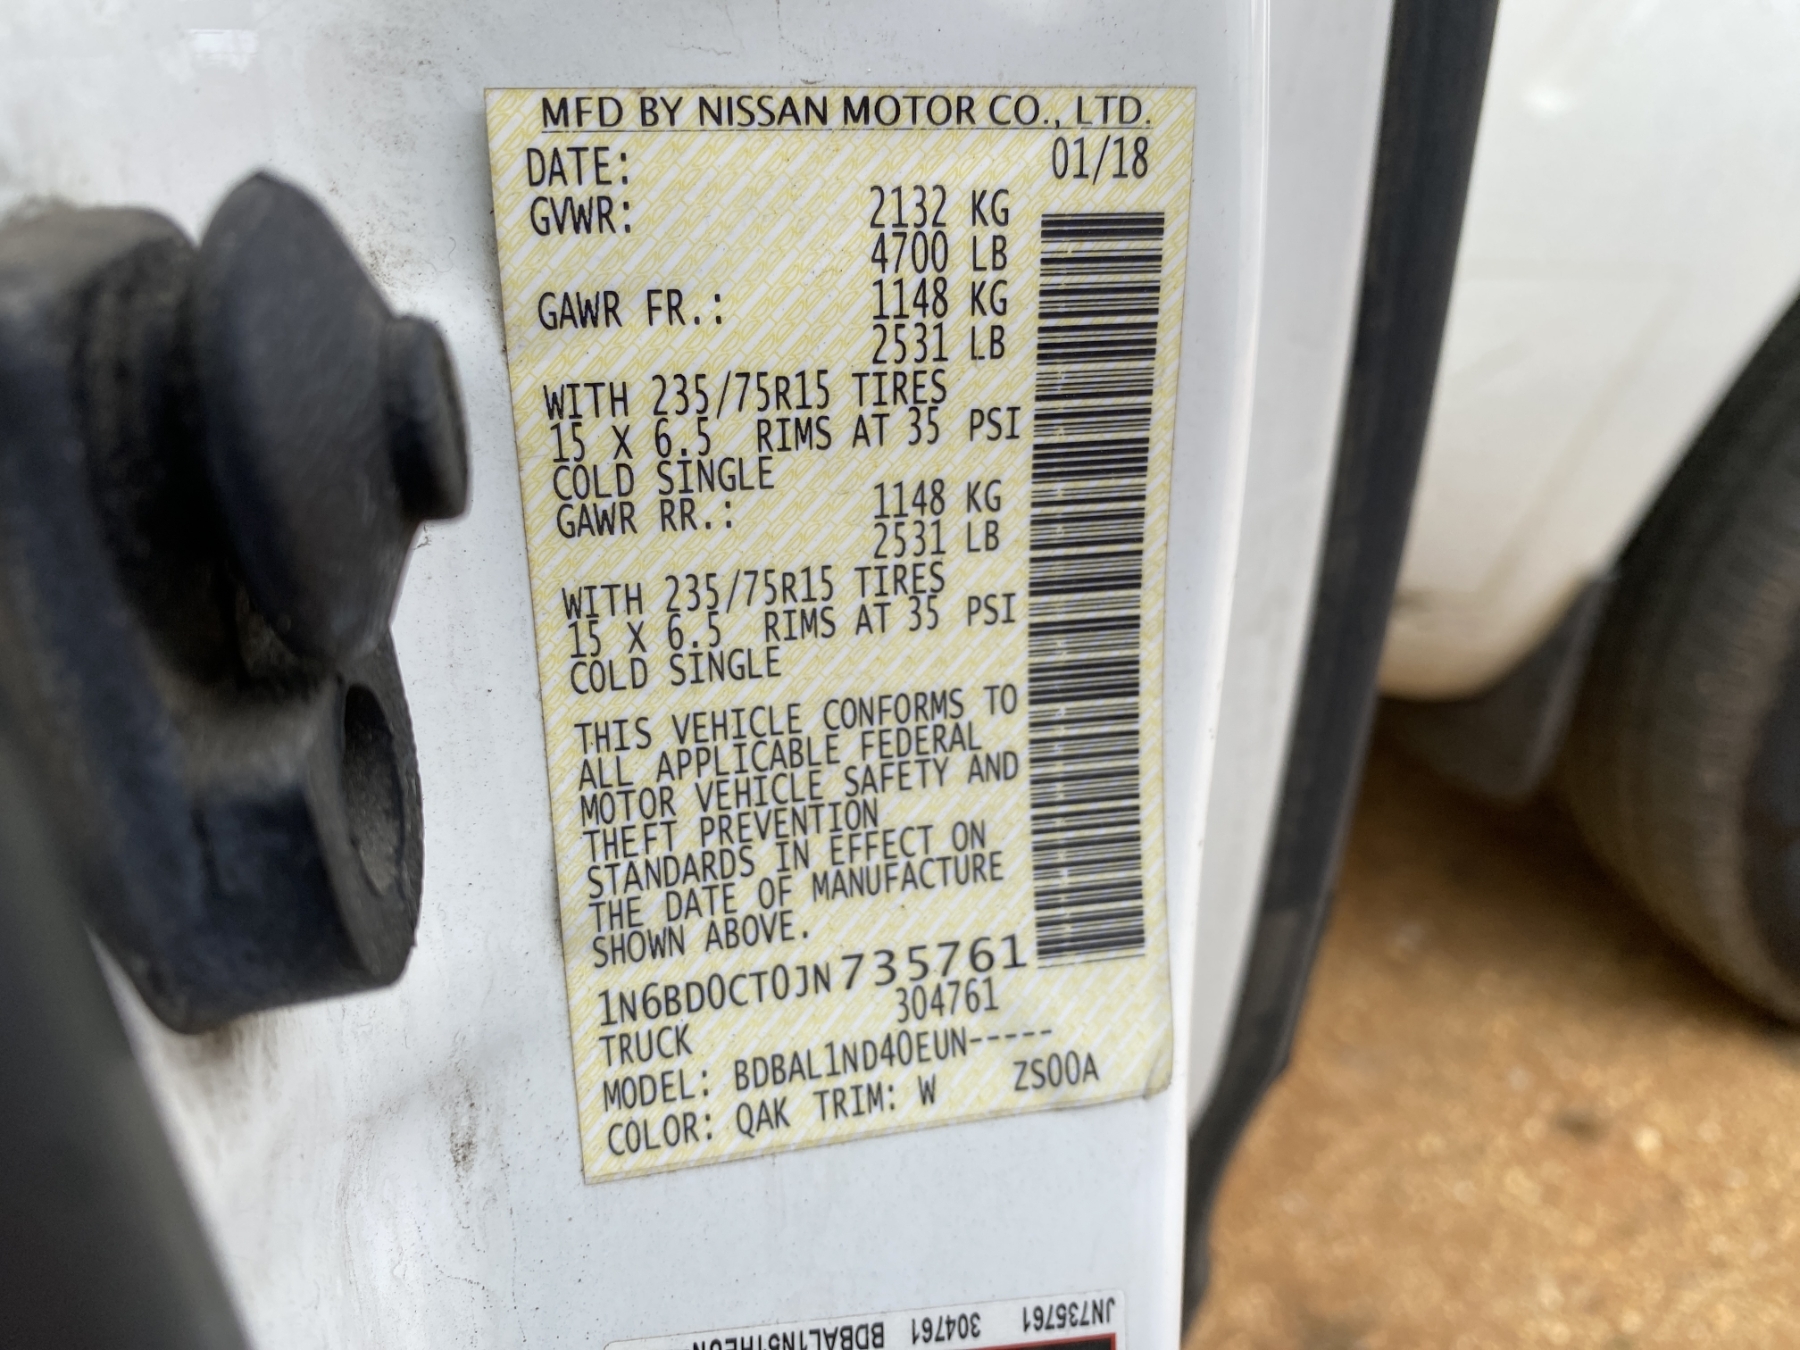 MFD BY NISSAN MOTOR CO., LTD.
DATE: 01/18
GVWR: 2132 KG
4700 LB
GAWR FR.: 1148 KG
2531 LB
WITH 235/75R15 TIRES
15 X 6.5 RIMS AT 35 PSI
COLD SINGLE
GAWR RR.: 1148 KG
2531 LB
WITH 235/75R15 TIRES
15 X 6.5 RIMS AT 35 PSI
COLD SINGLE
THIS VEHICLE CONFORMS TO
ALL APPLICABLE FEDERAL
MOTOR VEHICLE SAFETY AND
THEFT PREVENTION
STANDARDS IN EFFECT ON
THE DATE OF MANUFACTURE
SHOWN ABOVE.
1N6BD0CT0JN735761
304761
TRUCK
MODEL: BDBAL1ND40EUN-----
COLOR: QAK TRIM: W ZS00A
JN735761 304761